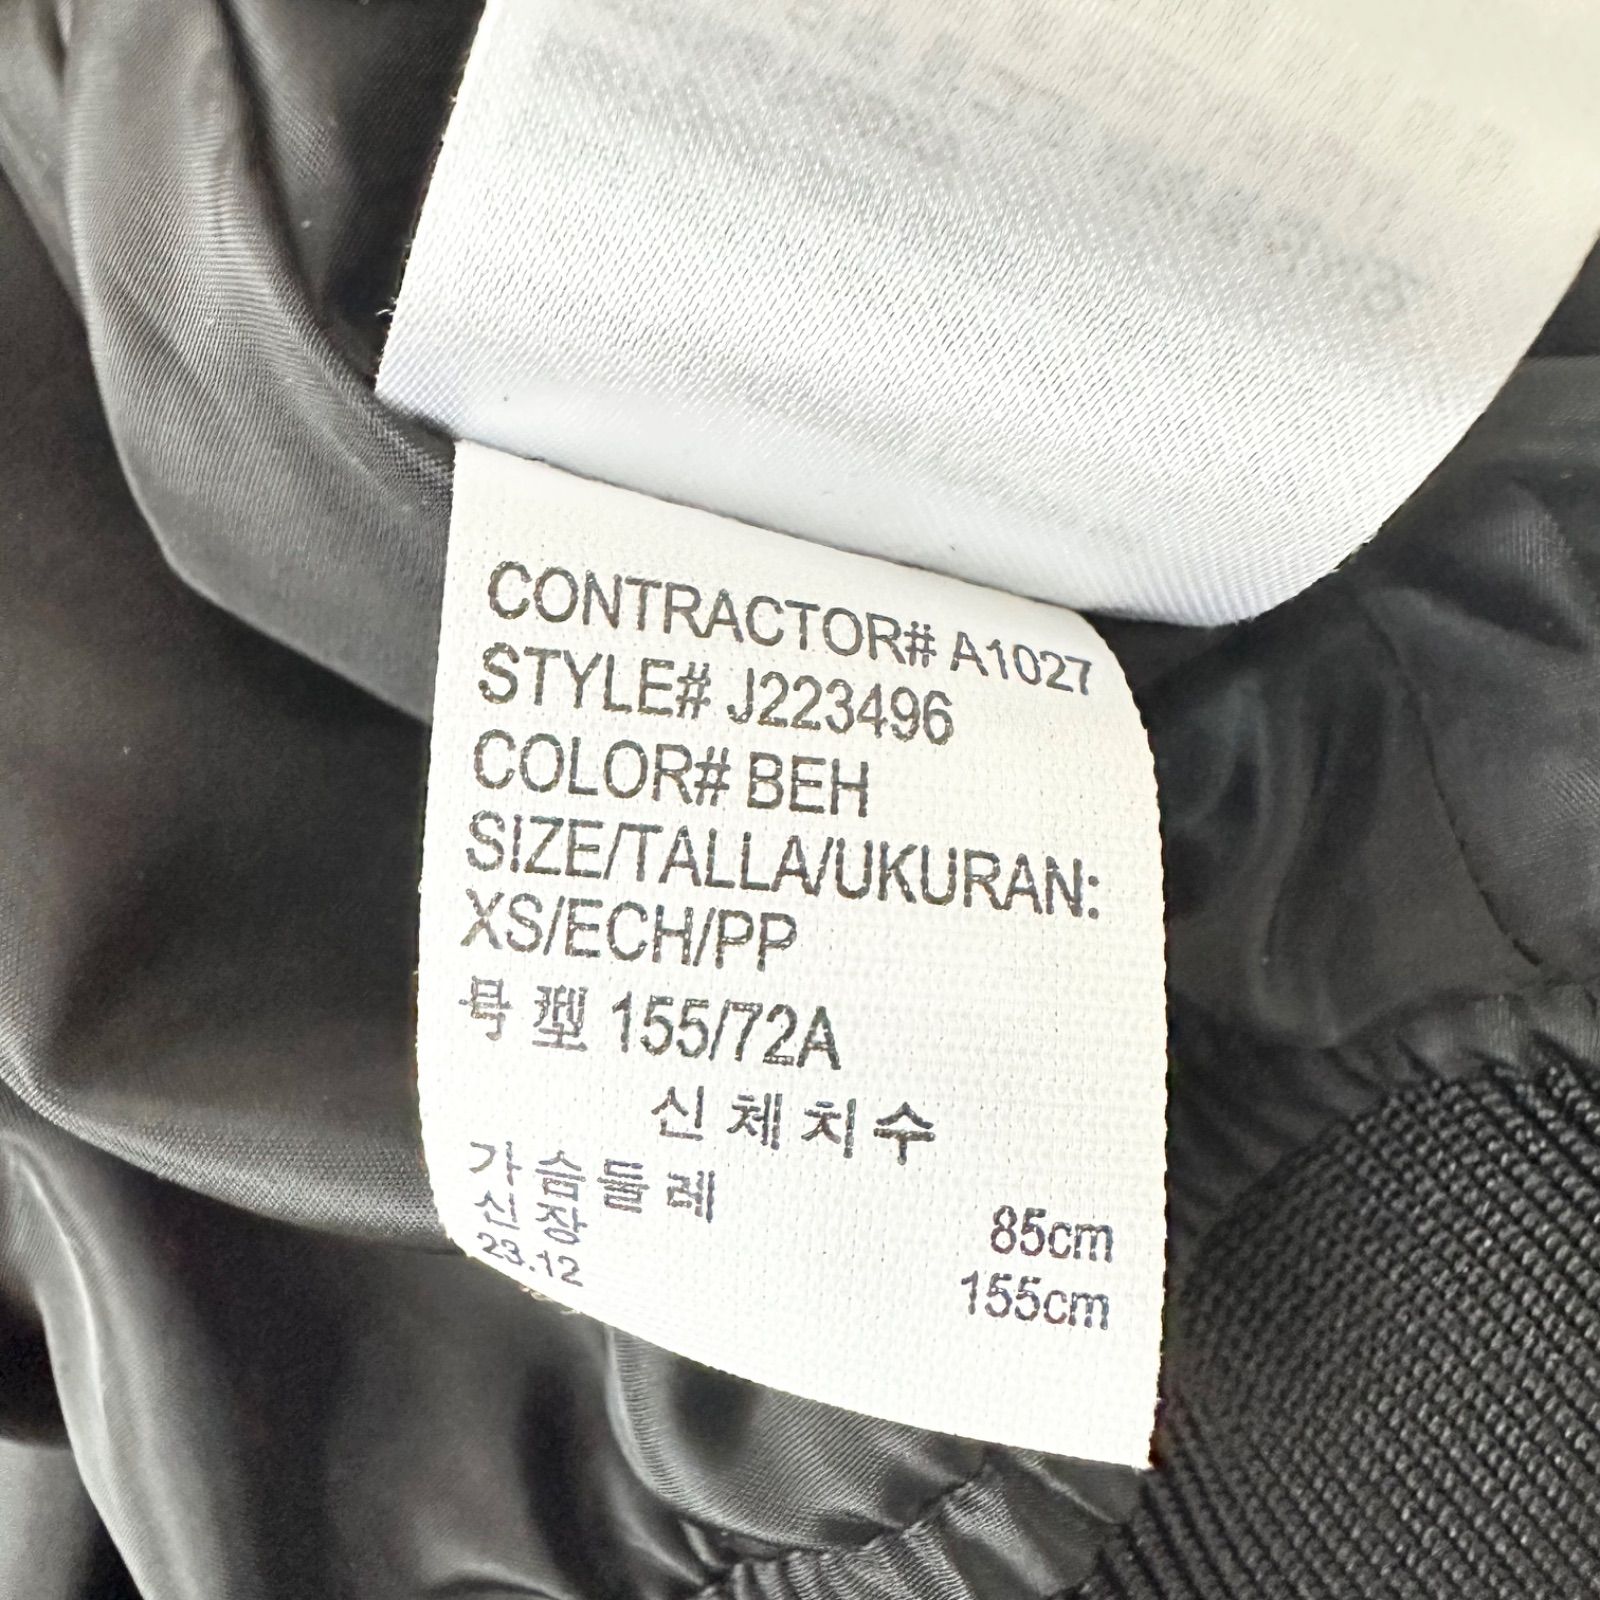 CONTRACTOR# A1027
STYLE# J223496
COLOR# BEH
SIZE/TALLA/UKURAN:
XS/ECH/PP
号型 155/72A
신체치수
가슴둘레 85cm
신장 155cm
23.12